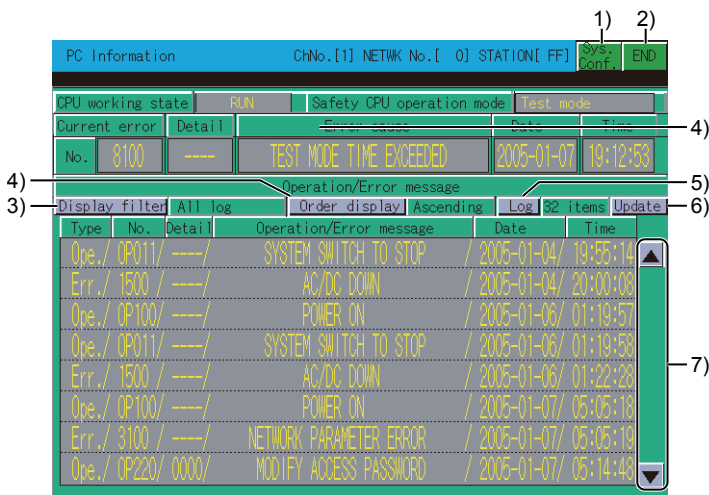 1) 2)
PC Information ChNo.[1] NETWK No.[ 0] STATION[ FF] Sys. Conf. END
CPU working state RUN Safety CPU operation mode Test mode
Current error Detail Error cause Date Time 4)
No. 8100 ---- TEST MODE TIME EXCEEDED 2005-01-07 19:12:53
Operation/Error message
4) 5)
3) Display filter All log Order display Ascending Log 32 items Update 6)
Type No. Detail Operation/Error message Date Time
Ope./ OP011/ ----/ SYSTEM SWITCH TO STOP / 2005-01-04/ 19:55:14
Err./ 1500 / ----/ AC/DC DOWN / 2005-01-04/ 20:00:08
Ope./ OP100/ ----/ POWER ON / 2005-01-06/ 01:19:57
Ope./ OP011/ ----/ SYSTEM SWITCH TO STOP / 2005-01-06/ 01:19:58
Err./ 1500 / ----/ AC/DC DOWN / 2005-01-06/ 01:22:28
7)
Ope./ OP100/ ----/ POWER ON / 2005-01-07/ 05:05:18
Err./ 3100 / ----/ NETWORK PARAMETER ERROR / 2005-01-07/ 05:05:19
Ope./ OP220/ 0000/ MODIFY ACCESS PASSWORD / 2005-01-07/ 05:14:48